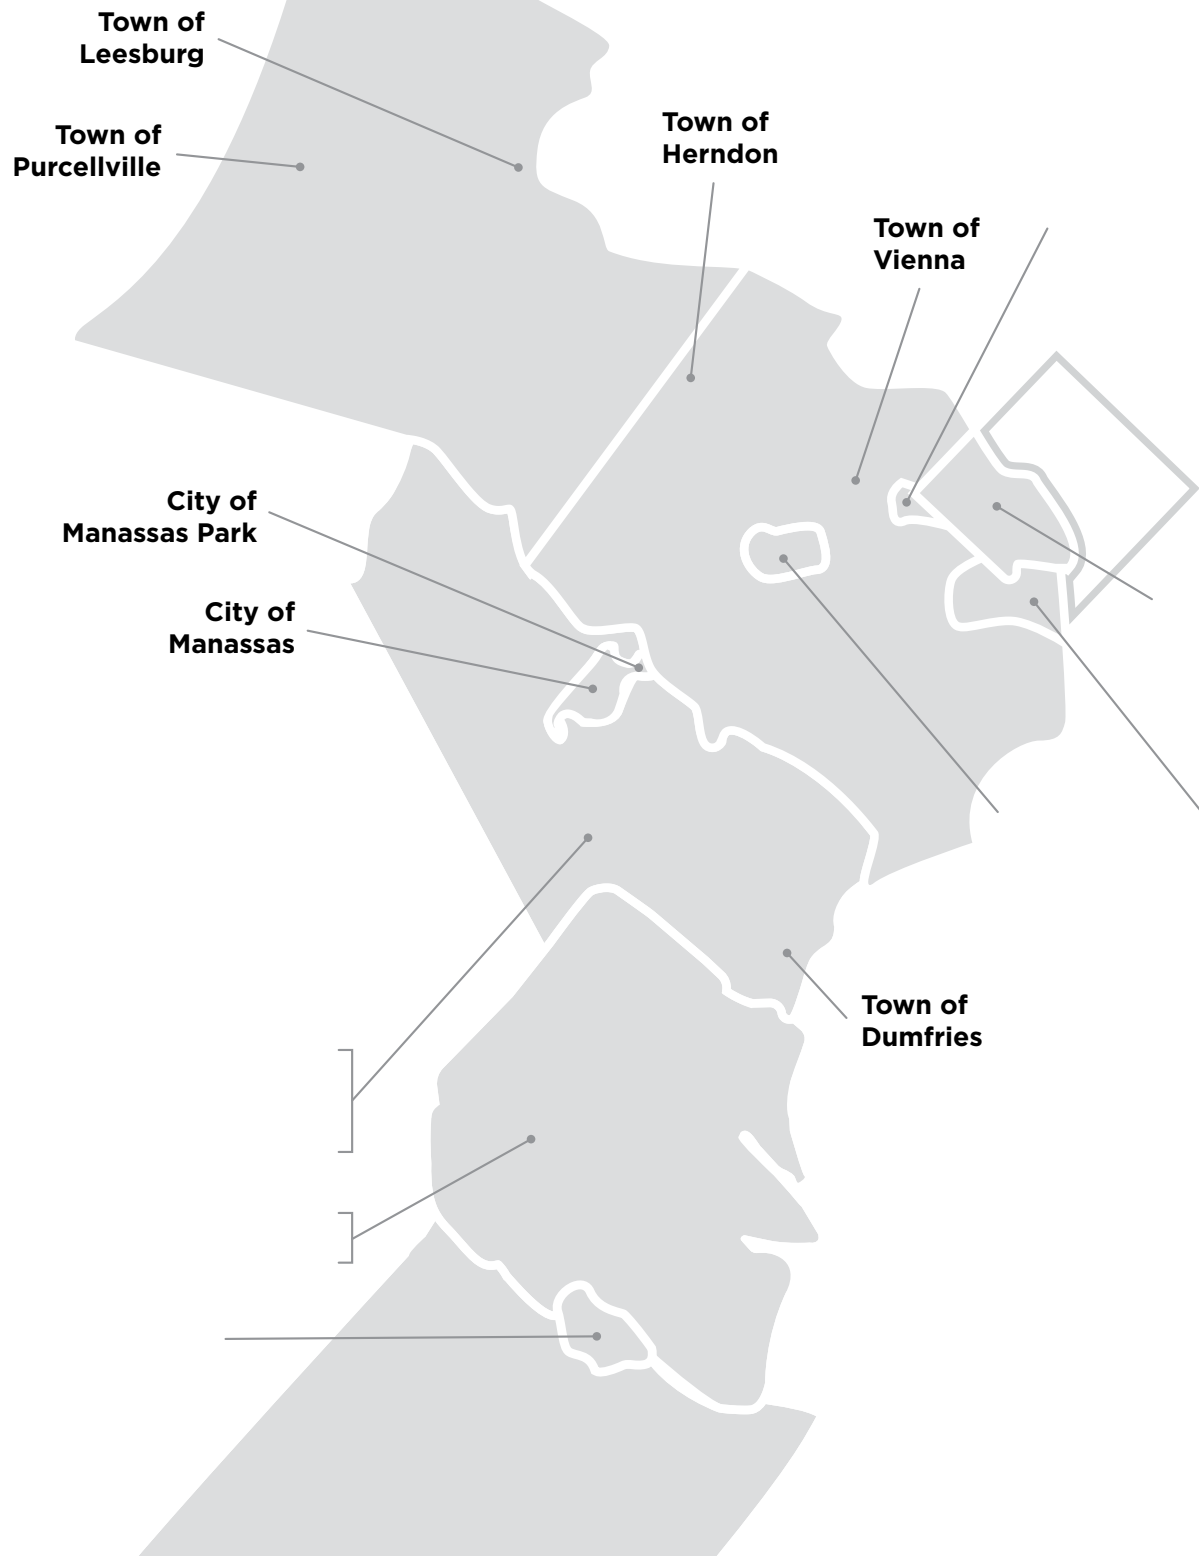 Town of
Leesburg
Town of
Purcellville
Town of
Herndon
Town of
Vienna
City of
Manassas Park
City of
Manassas
Town of
Dumfries